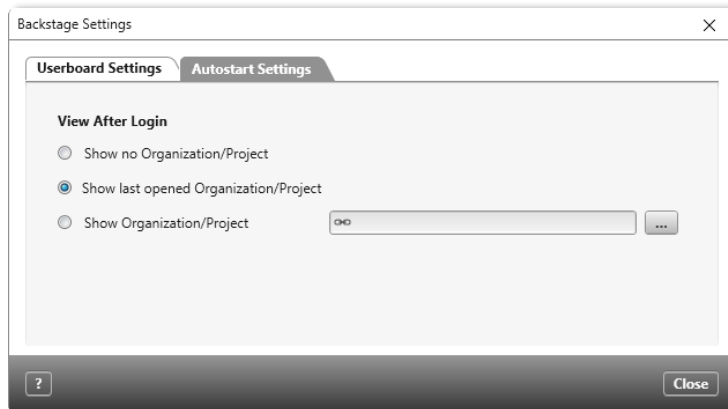 Backstage Settings
Userboard Settings Autostart Settings
View After Login
Show no Organization/Project
Show last opened Organization/Project
Show Organization/Project ...
? Close